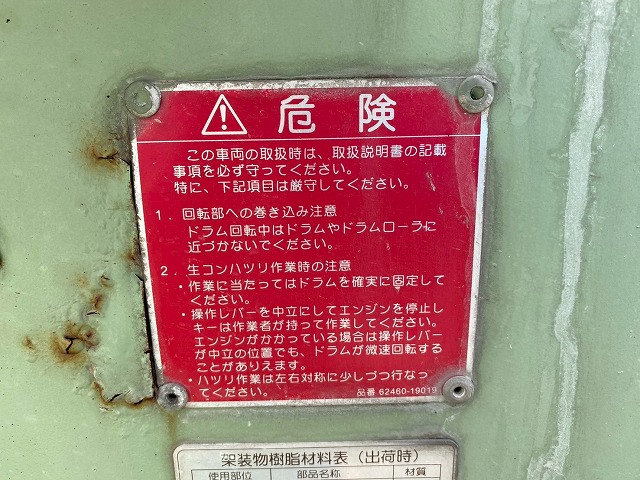 ⚠ 危険
この車両の取扱時は、取扱説明書の記載
事項を必ず守ってください。
特に、下記項目は厳守してください。
1．回転部への巻き込み注意
ドラム回転中はドラムやドラムローラに
近づかないでください。
2．生コンハツリ作業時の注意
・作業に当たってはドラムを確実に固定して
ください。
・操作レバーを中立にしてエンジンを停止し
キーは作業者が持って作業してください。
エンジンがかかっている場合は操作レバー
が中立の位置でも、ドラムが微速回転する
ことがありえます。
・ハツリ作業は左右対称に少しづつ行なっ
てください。
品番 62460-19019
架装物樹脂材料表（出荷時）
使用部位 部品名称 材質